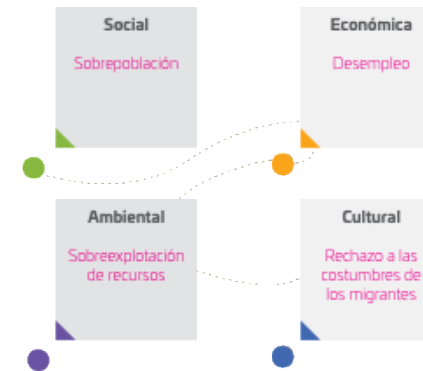 Social
Sobrepoblación
Económica
Desempleo
Ambiental
Sobreexplotación
de recursos
Cultural
Rechazo a las
costumbres de
los migrantes